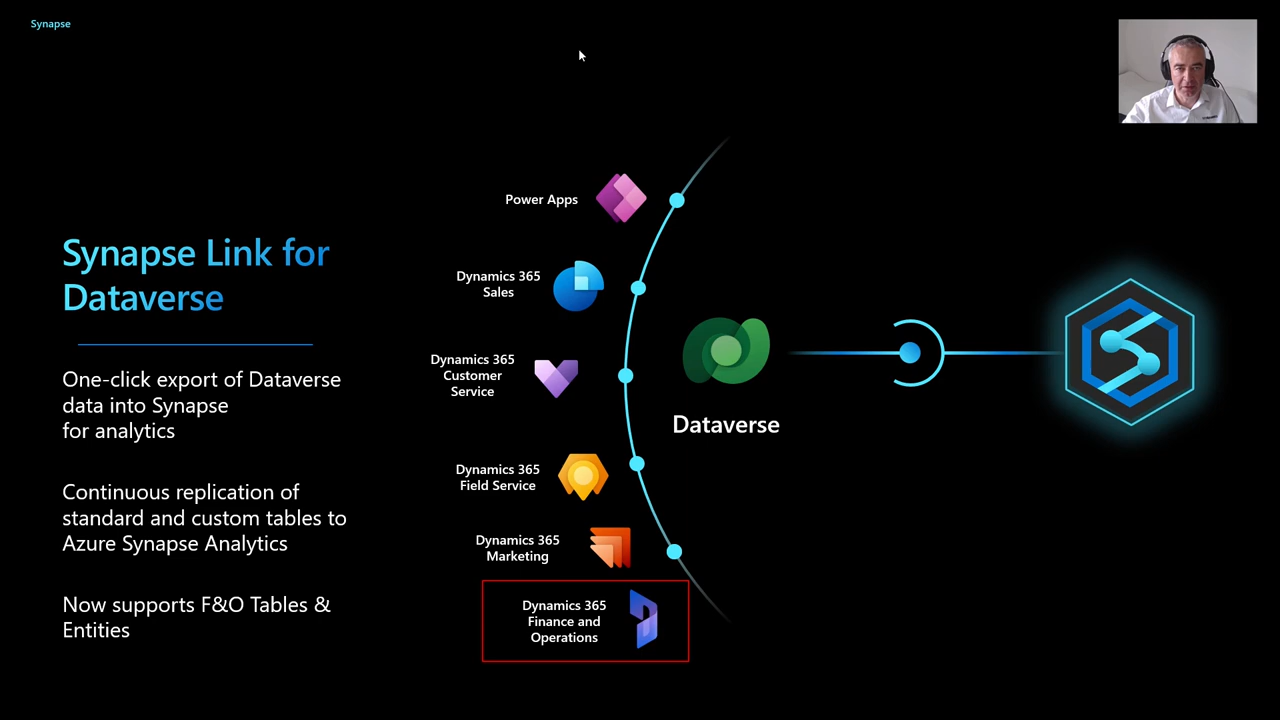 Synapse
Synapse Link for
Dataverse
One-click export of Dataverse
data into Synapse
for analytics
Continuous replication of
standard and custom tables to
Azure Synapse Analytics
Now supports F&O Tables &
Entities
Power Apps
Dynamics 365
Sales
Dynamics 365
Customer
Service
Dynamics 365
Field Service
Dynamics 365
Marketing
Dynamics 365
Finance and
Operations
Dataverse